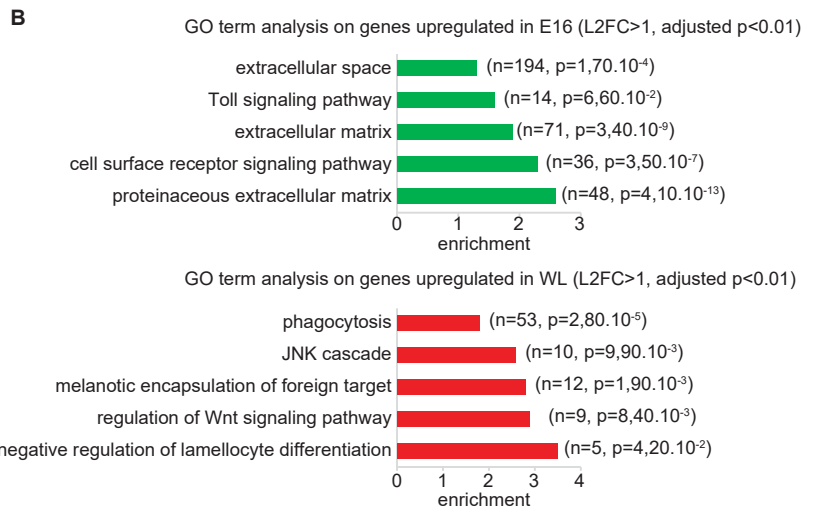 B
GO term analysis on genes upregulated in E16 (L2FC>1, adjusted p<0.01)
extracellular space (n=194, p=1,70.10⁻⁴)
Toll signaling pathway (n=14, p=6,60.10⁻²)
extracellular matrix (n=71, p=3,40.10⁻⁹)
cell surface receptor signaling pathway (n=36, p=3,50.10⁻⁷)
proteinaceous extracellular matrix (n=48, p=4,10.10⁻¹³)
0 1 2 3
enrichment
GO term analysis on genes upregulated in WL (L2FC>1, adjusted p<0.01)
phagocytosis (n=53, p=2,80.10⁻⁵)
JNK cascade (n=10, p=9,90.10⁻³)
melanotic encapsulation of foreign target (n=12, p=1,90.10⁻³)
regulation of Wnt signaling pathway (n=9, p=8,40.10⁻³)
negative regulation of lamellocyte differentiation (n=5, p=4,20.10⁻²)
0 1 2 3 4
enrichment